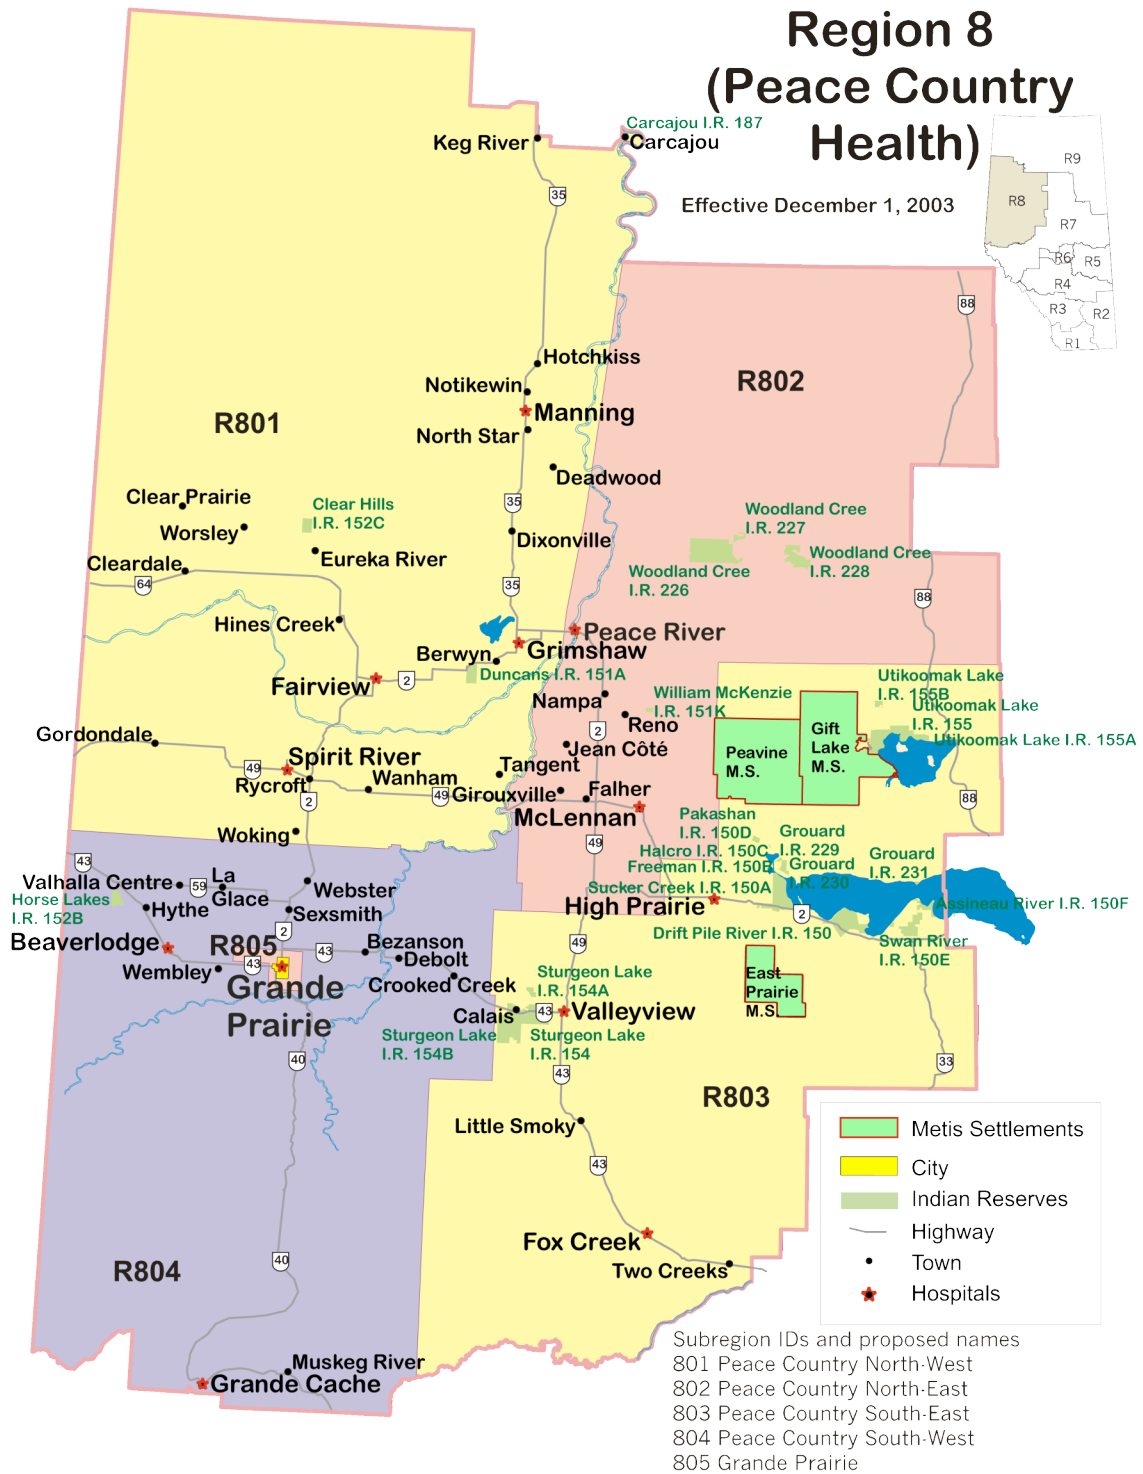 Region 8
(Peace Country
Health)
Effective December 1, 2003
R9
R8
R7
R6
R5
R4
R3
R2
R1
Carcajou I.R. 187
Carcajou
Keg River
35
88
Hotchkiss
Notikewin
Manning
North Star
R802
R801
Deadwood
Clear Prairie
Worsley
Clear Hills
I.R. 152C
35
Dixonville
Eureka River
Cleardale
64
35
Woodland Cree
I.R. 227
Woodland Cree
I.R. 228
Woodland Cree
I.R. 226
88
Hines Creek
Peace River
Grimshaw
Berwyn
Duncans I.R. 151A
Fairview
2
Nampa
William McKenzie
I.R. 151K
Reno
2
Jean Côté
Utikoomak Lake
I.R. 155B
Utikoomak Lake
I.R. 155
Utikoomak Lake I.R. 155A
Gift
Lake
M.S.
Peavine
M.S.
88
Gordondale
Spirit River
49
Rycroft
2
Wanham
49
Tangent
Girouxville
Falher
McLennan
49
Woking
Pakashan
I.R. 150D
Halcro I.R. 150C
Freeman I.R. 150B
Sucker Creek I.R. 150A
Grouard
I.R. 229
Grouard
I.R. 230
Grouard
I.R. 231
High Prairie
2
Assineau River I.R. 150F
Drift Pile River I.R. 150
Swan River
I.R. 150E
43
Valhalla Centre
59
La
Glace
Webster
Horse Lakes
I.R. 152B
Hythe
Sexsmith
2
Beaverlodge
R805
43
Bezanson
Debolt
Wembley
43
Grande
Prairie
Crooked Creek
49
Sturgeon Lake
I.R. 154A
Calais
43
Valleyview
Sturgeon Lake
I.R. 154B
Sturgeon Lake
I.R. 154
East
Prairie
M.S.
40
43
33
R803
Little Smoky
43
Fox Creek
Two Creeks
R804
40
Muskeg River
Grande Cache
Metis Settlements
City
Indian Reserves
Highway
Town
Hospitals
Subregion IDs and proposed names
801 Peace Country North-West
802 Peace Country North-East
803 Peace Country South-East
804 Peace Country South-West
805 Grande Prairie